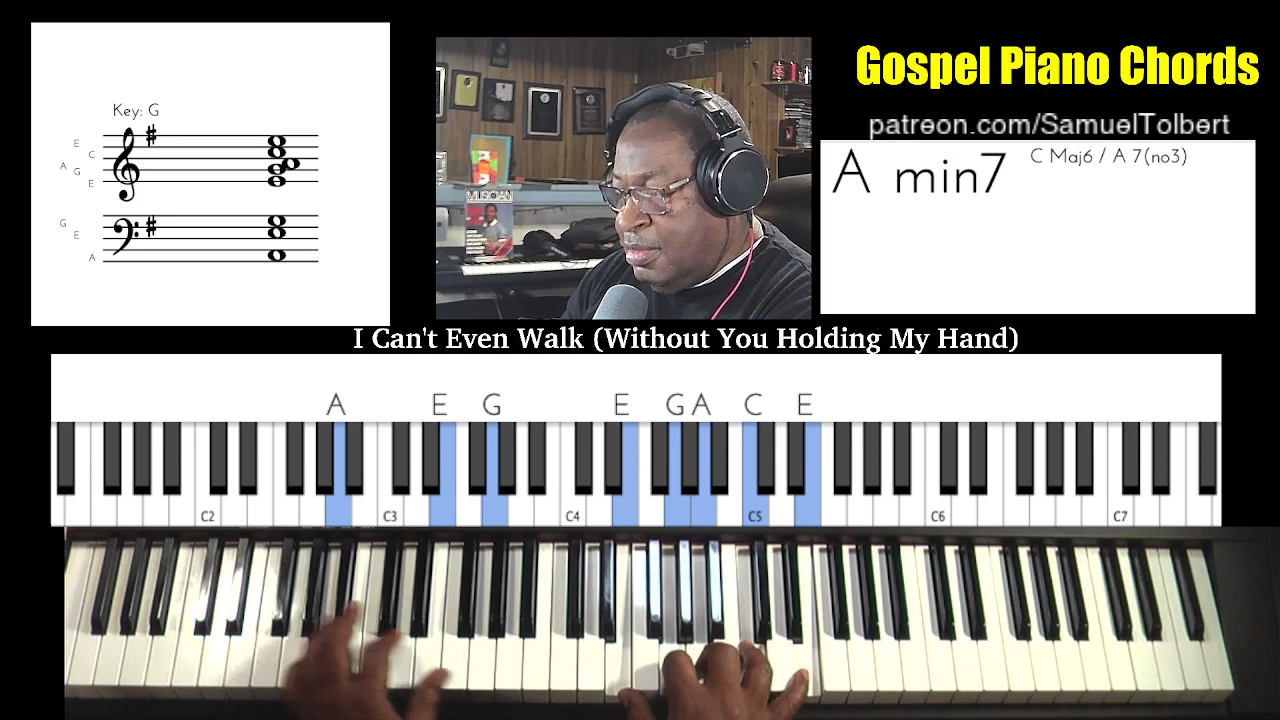 Gospel Piano Chords
patreon.com/SamuelTolbert
Key: G
E
C
A
G
E
G
E
A
A min7
C Maj6 / A 7(no3)
I Can't Even Walk (Without You Holding My Hand)
A E G E G A C E
C2 C3 C4 C5 C6 C7